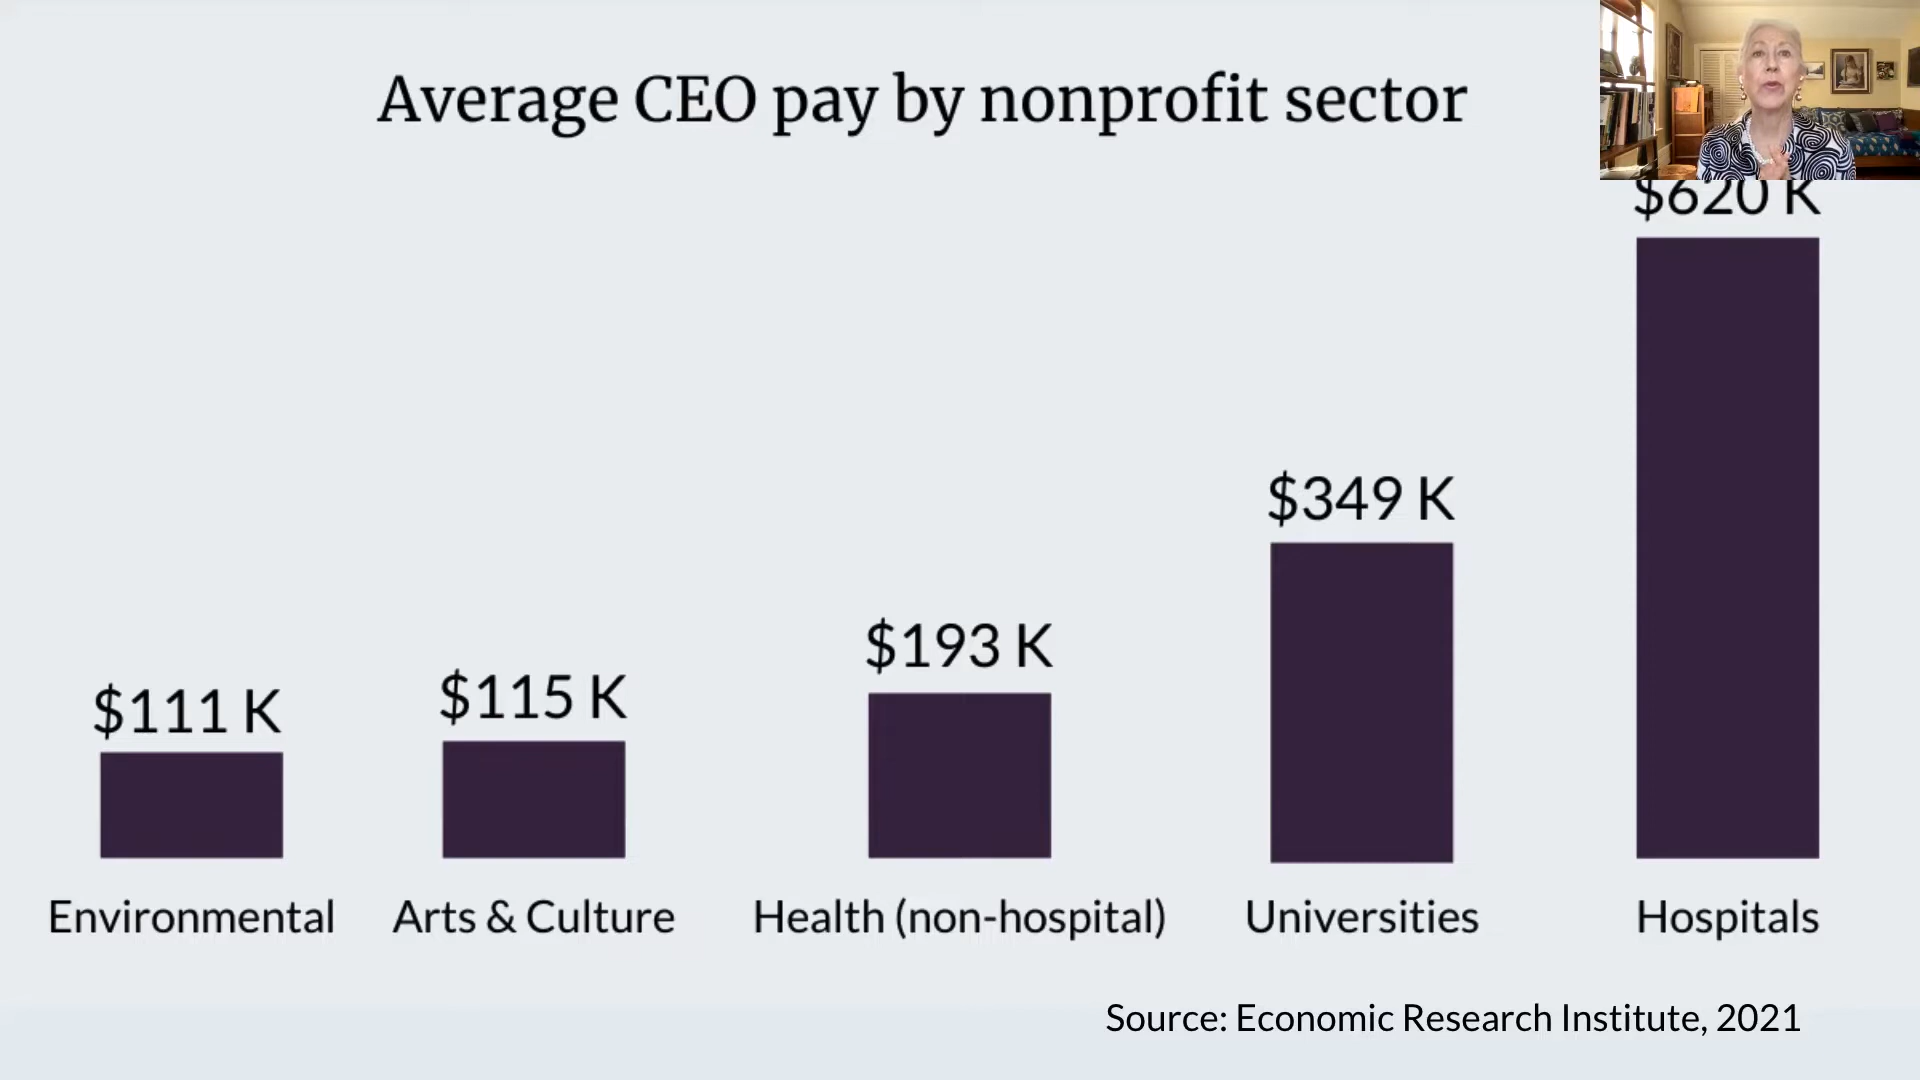 Average CEO pay by nonprofit sector
$620 K
$349 K
$193 K
$115 K
$111 K
Environmental
Arts & Culture
Health (non-hospital)
Universities
Hospitals
Source: Economic Research Institute, 2021